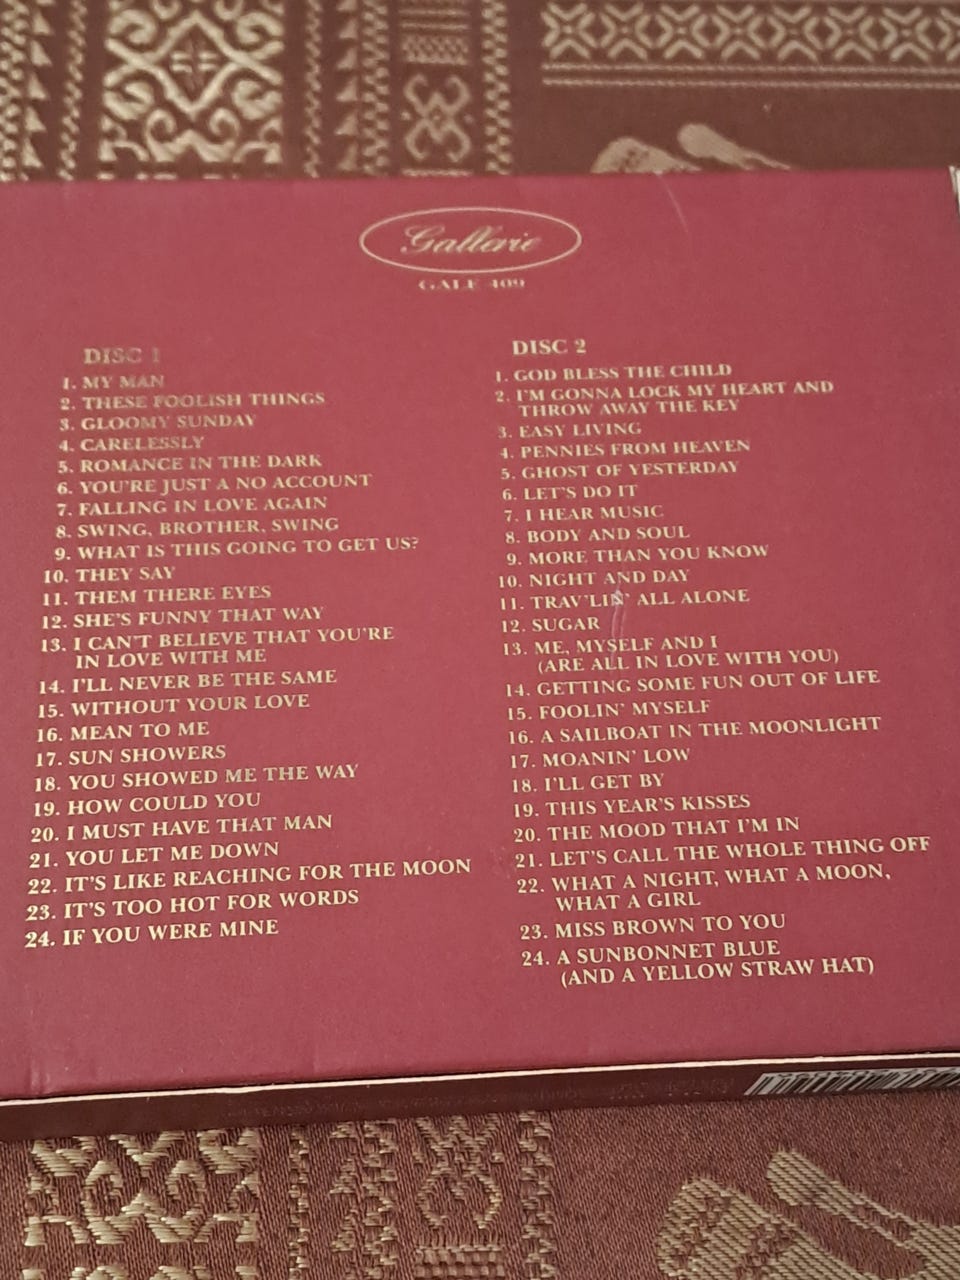 Gallerie
GALE 409
DISC 1
1. MY MAN
2. THESE FOOLISH THINGS
3. GLOOMY SUNDAY
4. CARELESSLY
5. ROMANCE IN THE DARK
6. YOU'RE JUST A NO ACCOUNT
7. FALLING IN LOVE AGAIN
8. SWING, BROTHER, SWING
9. WHAT IS THIS GOING TO GET US?
10. THEY SAY
11. THEM THERE EYES
12. SHE'S FUNNY THAT WAY
13. I CAN'T BELIEVE THAT YOU'RE
IN LOVE WITH ME
14. I'LL NEVER BE THE SAME
15. WITHOUT YOUR LOVE
16. MEAN TO ME
17. SUN SHOWERS
18. YOU SHOWED ME THE WAY
19. HOW COULD YOU
20. I MUST HAVE THAT MAN
21. YOU LET ME DOWN
22. IT'S LIKE REACHING FOR THE MOON
23. IT'S TOO HOT FOR WORDS
24. IF YOU WERE MINE
DISC 2
1. GOD BLESS THE CHILD
2. I'M GONNA LOCK MY HEART AND
THROW AWAY THE KEY
3. EASY LIVING
4. PENNIES FROM HEAVEN
5. GHOST OF YESTERDAY
6. LET'S DO IT
7. I HEAR MUSIC
8. BODY AND SOUL
9. MORE THAN YOU KNOW
10. NIGHT AND DAY
11. TRAV'LIN' ALL ALONE
12. SUGAR
13. ME, MYSELF AND I
(ARE ALL IN LOVE WITH YOU)
14. GETTING SOME FUN OUT OF LIFE
15. FOOLIN' MYSELF
16. A SAILBOAT IN THE MOONLIGHT
17. MOANIN' LOW
18. I'LL GET BY
19. THIS YEAR'S KISSES
20. THE MOOD THAT I'M IN
21. LET'S CALL THE WHOLE THING OFF
22. WHAT A NIGHT, WHAT A MOON,
WHAT A GIRL
23. MISS BROWN TO YOU
24. A SUNBONNET BLUE
(AND A YELLOW STRAW HAT)